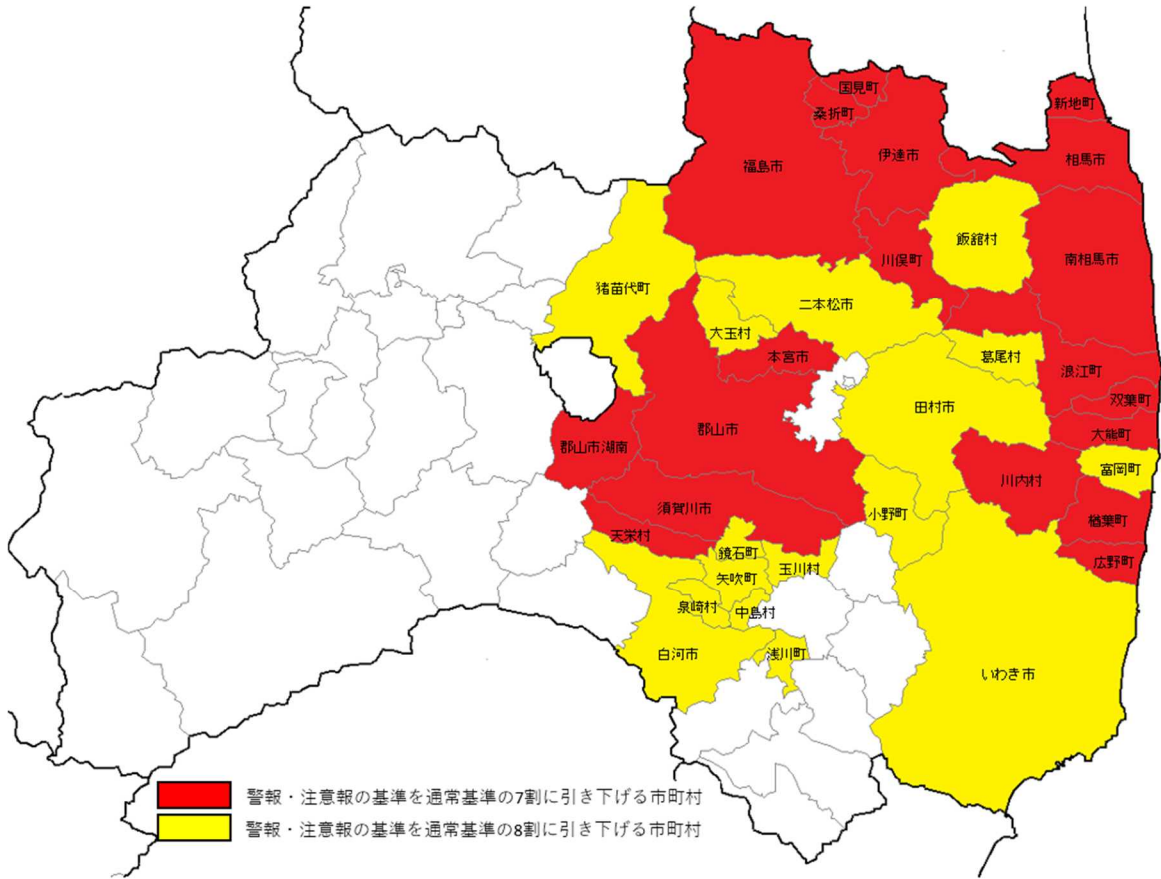 国見町
桑折町
新地町
伊達市
相馬市
福島市
飯舘村
川俣町
南相馬市
猪苗代町
二本松市
大玉村
本宮市
葛尾村
浪江町
双葉町
田村市
大熊町
郡山市
郡山市湖南
富岡町
川内村
須賀川市
小野町
楢葉町
天栄村
鏡石町
広野町
玉川村
矢吹町
泉崎村
中島村
白河市
浅川町
いわき市
警報・注意報の基準を通常基準の7割に引き下げる市町村
警報・注意報の基準を通常基準の8割に引き下げる市町村